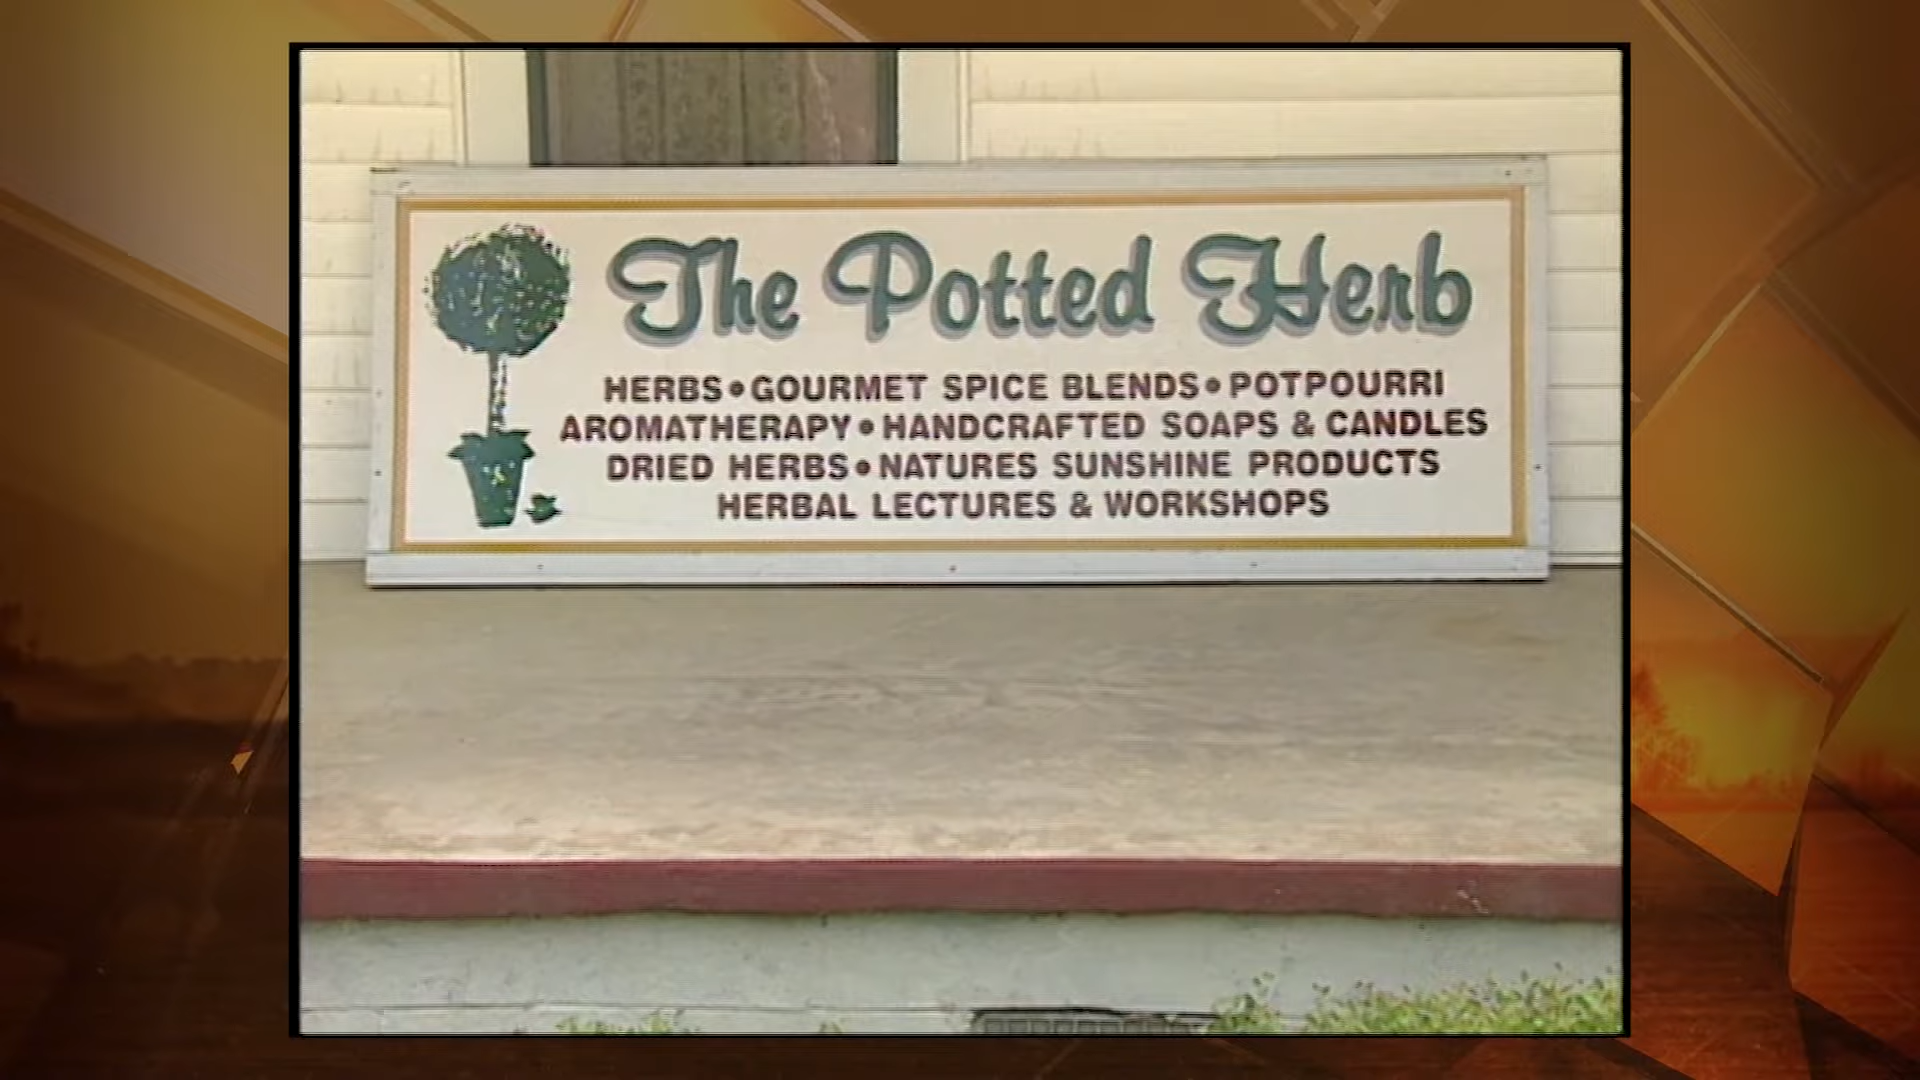 The Potted Herb
HERBS•GOURMET SPICE BLENDS•POTPOURRI
AROMATHERAPY•HANDCRAFTED SOAPS & CANDLES
DRIED HERBS•NATURES SUNSHINE PRODUCTS
HERBAL LECTURES & WORKSHOPS